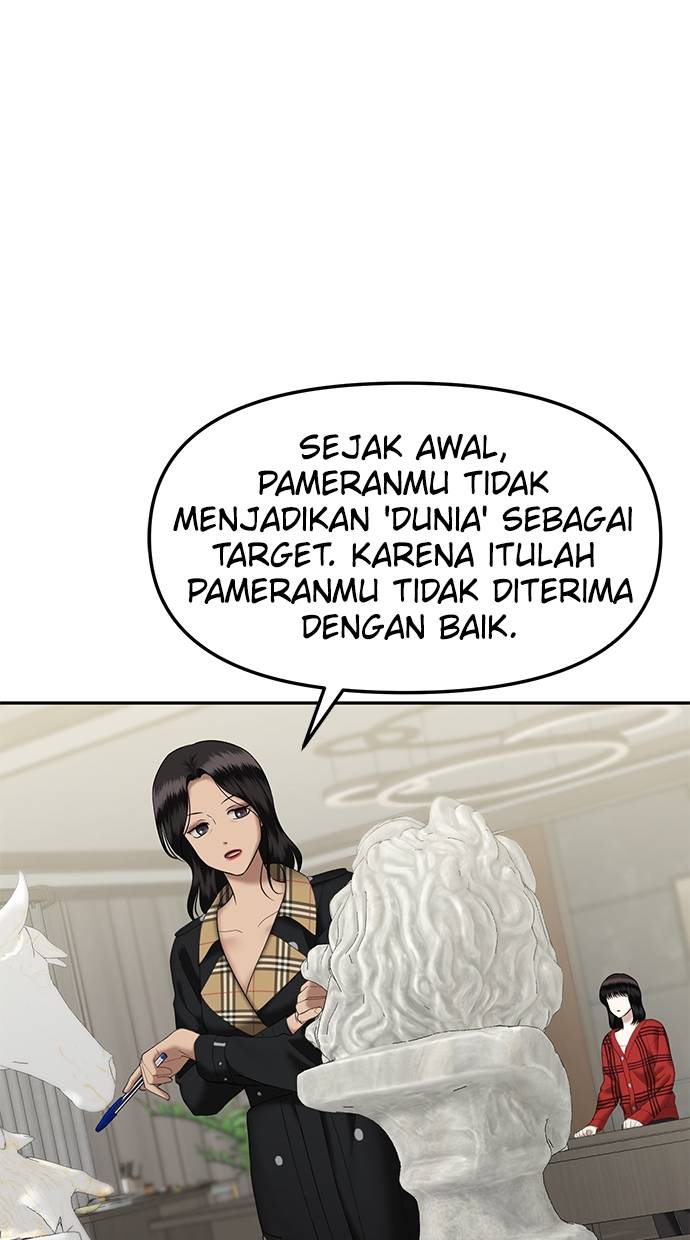 SEJAK AWAL,
PAMERANMU TIDAK
MENJADIKAN 'DUNIA' SEBAGAI
TARGET. KARENA ITULAH
PAMERANMU TIDAK DITERIMA
DENGAN BAIK.